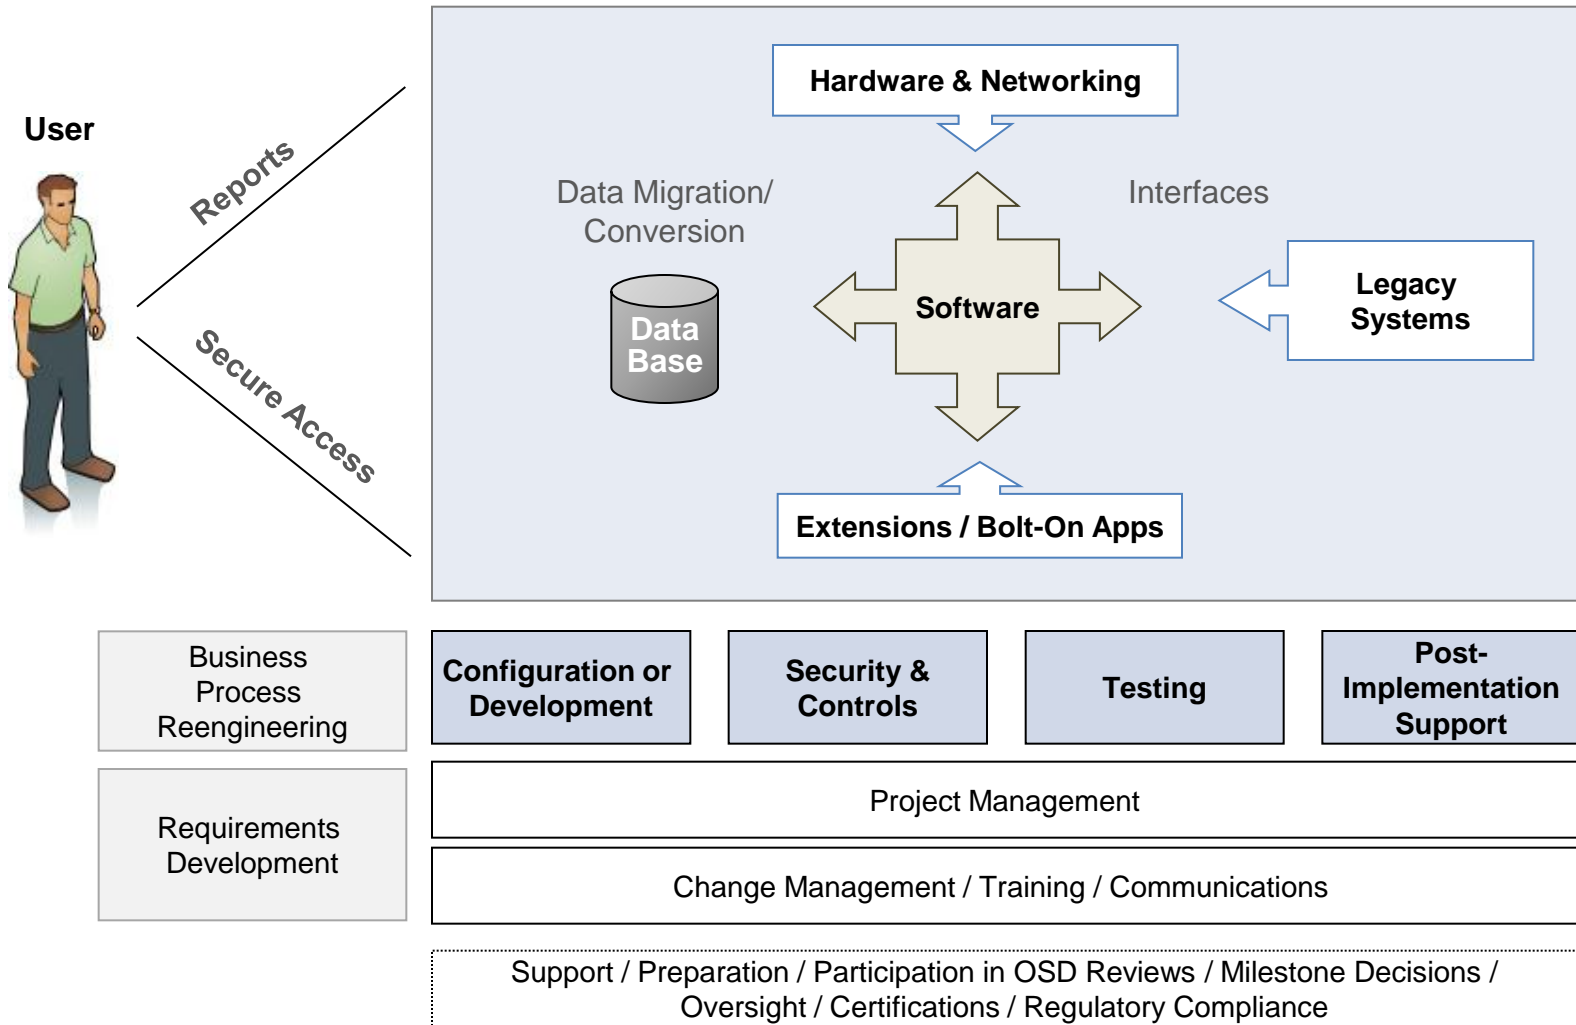 Hardware & Networking
User
Reports
Data Migration/
Conversion
Interfaces
Software
Legacy
Systems
Data
Base
Secure Access
Extensions / Bolt-On Apps
Business
Process
Reengineering
Configuration or
Development
Security &
Controls
Testing
Post-
Implementation
Support
Requirements
Development
Project Management
Change Management / Training / Communications
Support / Preparation / Participation in OSD Reviews / Milestone Decisions /
Oversight / Certifications / Regulatory Compliance